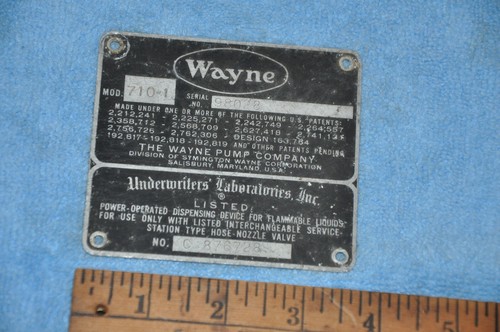 Wayne
MOD. 710-1 SERIAL NO.
MADE UNDER ONE OR MORE OF THE FOLLOWING U.S. PATENTS:
2,212,241 - 2,225,271 - 2,242,749 - 2,264,557
2,358,712 - 2,568,709 - 2,627,418 - 2,741,134
2,756,726 - 2,762,306 - DESIGN 163,784
192,817 - 192,818 - 192,819 AND OTHER PATENTS PENDING
THE WAYNE PUMP COMPANY
DIVISION OF SYMINGTON WAYNE CORPORATION
SALISBURY, MARYLAND, U.S.A.
Underwriters' Laboratories, Inc.
®
LISTED
POWER-OPERATED DISPENSING DEVICE FOR FLAMMABLE LIQUIDS
FOR USE ONLY WITH LISTED INTERCHANGEABLE SERVICE
STATION TYPE HOSE-NOZZLE VALVE
NO.
1 2 3 4 5